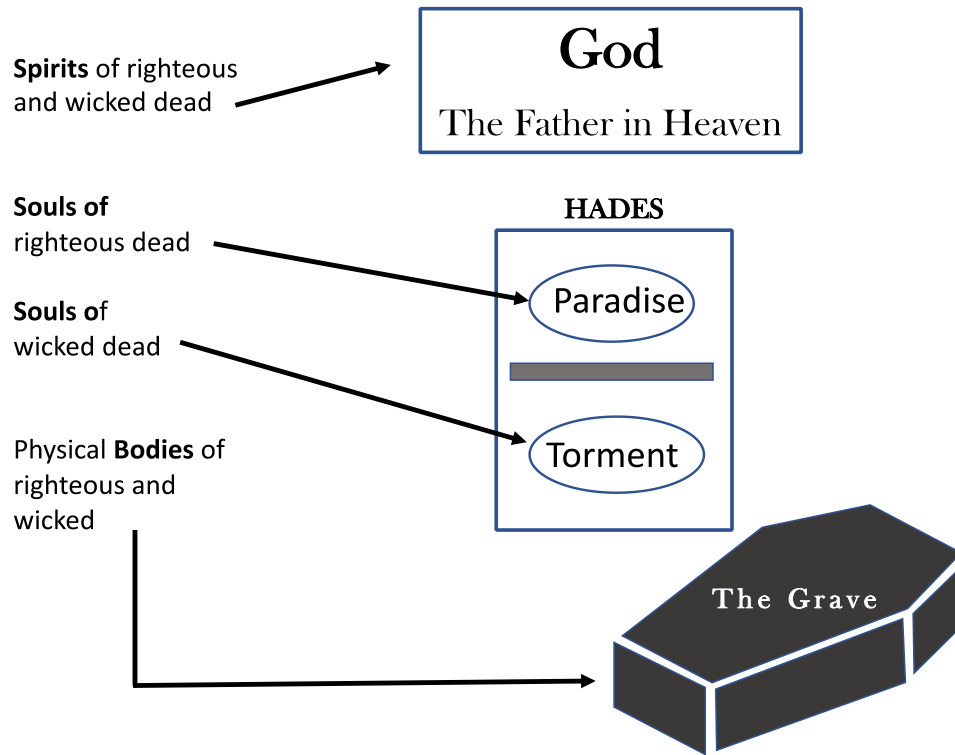 Spirits of righteous
and wicked dead
God
The Father in Heaven
Souls of
righteous dead
Souls of
wicked dead
HADES
Paradise
Torment
Physical Bodies of
righteous and
wicked
The Grave